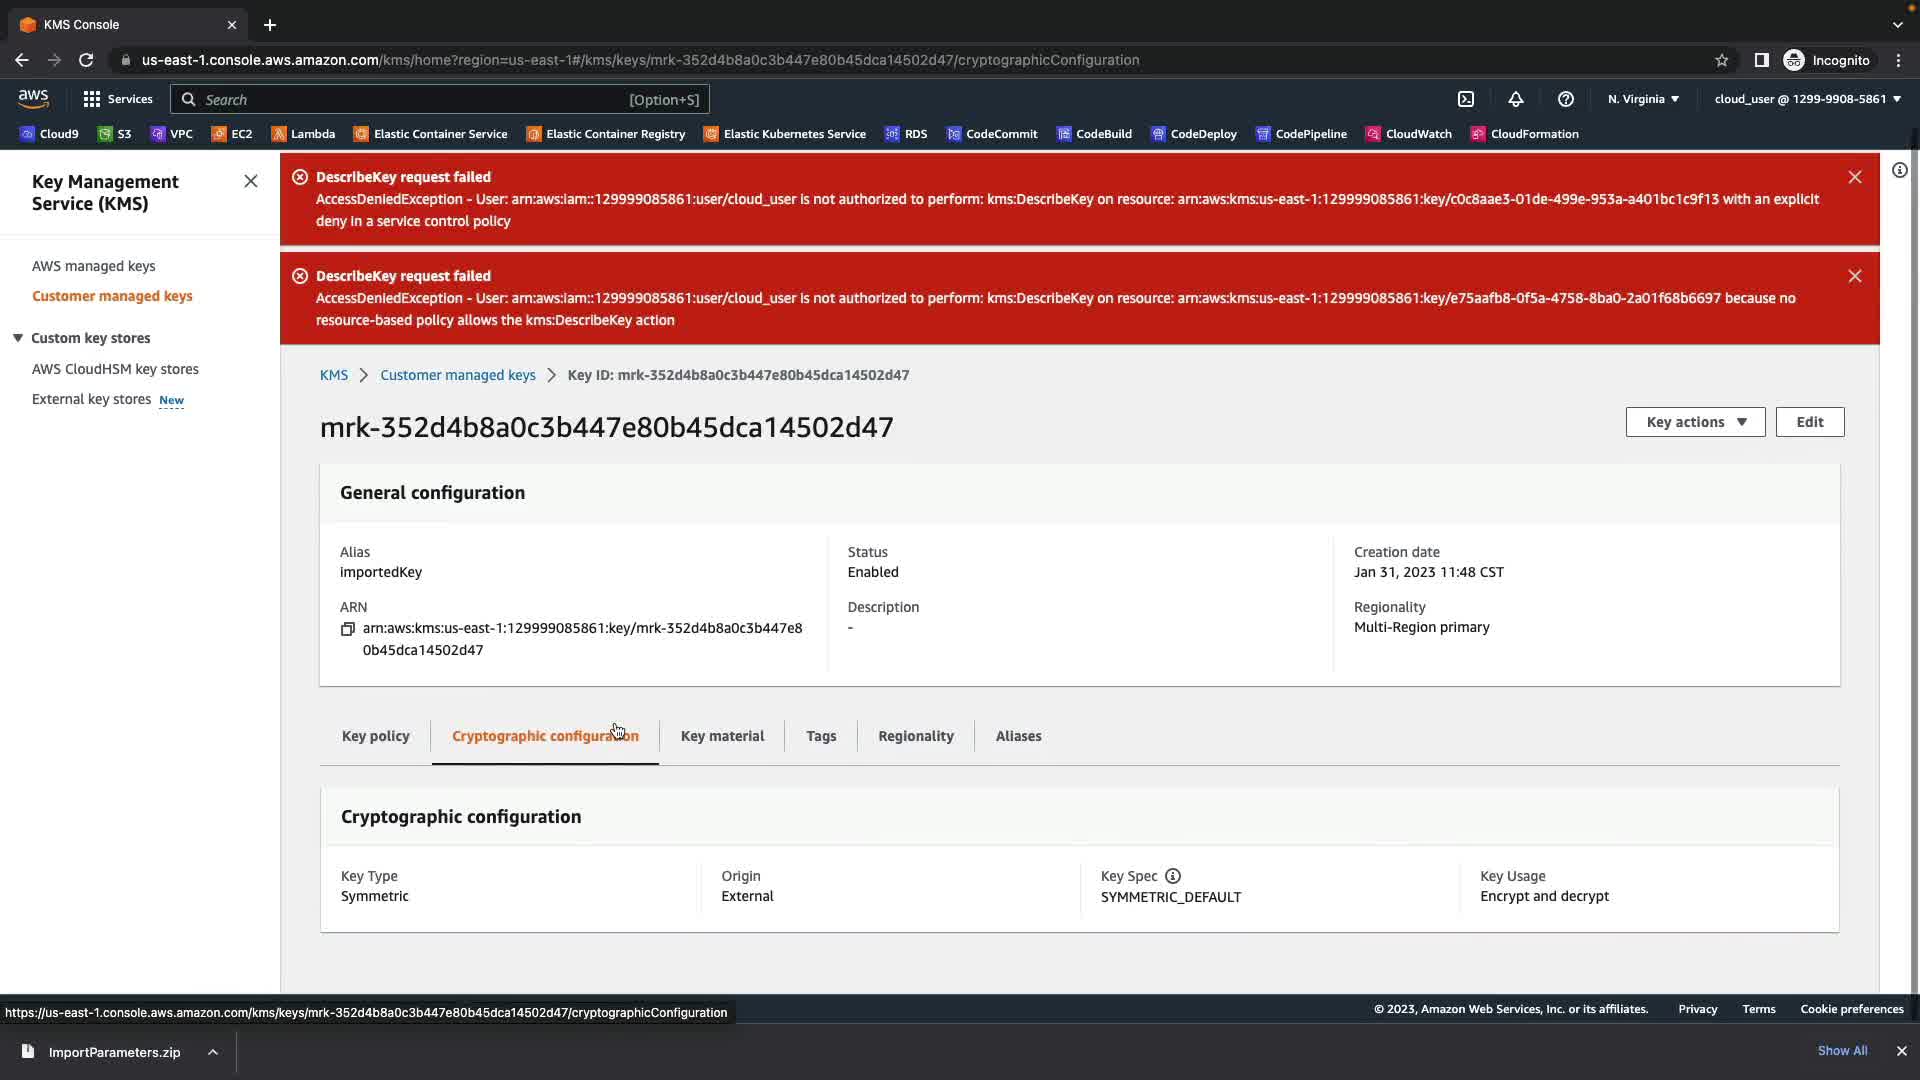 KMS Console
us-east-1.console.aws.amazon.com/kms/home?region=us-east-1#/kms/keys/mrk-352d4b8a0c3b447e80b45dca14502d47/cryptographicConfiguration
Incognito
aws
Services
Search
[Option+S]
N. Virginia
cloud_user @ 1299-9908-5861
Cloud9
S3
VPC
EC2
Lambda
Elastic Container Service
Elastic Container Registry
Elastic Kubernetes Service
RDS
CodeCommit
CodeBuild
CodeDeploy
CodePipeline
CloudWatch
CloudFormation
Key Management
Service (KMS)
AWS managed keys
Customer managed keys
Custom key stores
AWS CloudHSM key stores
External key stores New
DescribeKey request failed
AccessDeniedException - User: arn:aws:iam::129999085861:user/cloud_user is not authorized to perform: kms:DescribeKey on resource: arn:aws:kms:us-east-1:129999085861:key/c0c8aae3-01de-499e-953a-a401bc1c9f13 with an explicit
deny in a service control policy
DescribeKey request failed
AccessDeniedException - User: arn:aws:iam::129999085861:user/cloud_user is not authorized to perform: kms:DescribeKey on resource: arn:aws:kms:us-east-1:129999085861:key/e75aafb8-0f5a-4758-8ba0-2a01f68b6697 because no
resource-based policy allows the kms:DescribeKey action
KMS
Customer managed keys
Key ID: mrk-352d4b8a0c3b447e80b45dca14502d47
mrk-352d4b8a0c3b447e80b45dca14502d47
Key actions
Edit
General configuration
Alias
importedKey
ARN
arn:aws:kms:us-east-1:129999085861:key/mrk-352d4b8a0c3b447e8
0b45dca14502d47
Status
Enabled
Description
-
Creation date
Jan 31, 2023 11:48 CST
Regionality
Multi-Region primary
Key policy
Cryptographic configuration
Key material
Tags
Regionality
Aliases
Cryptographic configuration
Key Type
Symmetric
Origin
External
Key Spec
SYMMETRIC_DEFAULT
Key Usage
Encrypt and decrypt
https://us-east-1.console.aws.amazon.com/kms/keys/mrk-352d4b8a0c3b447e80b45dca14502d47/cryptographicConfiguration
© 2023, Amazon Web Services, Inc. or its affiliates.
Privacy
Terms
Cookie preferences
ImportParameters.zip
Show All